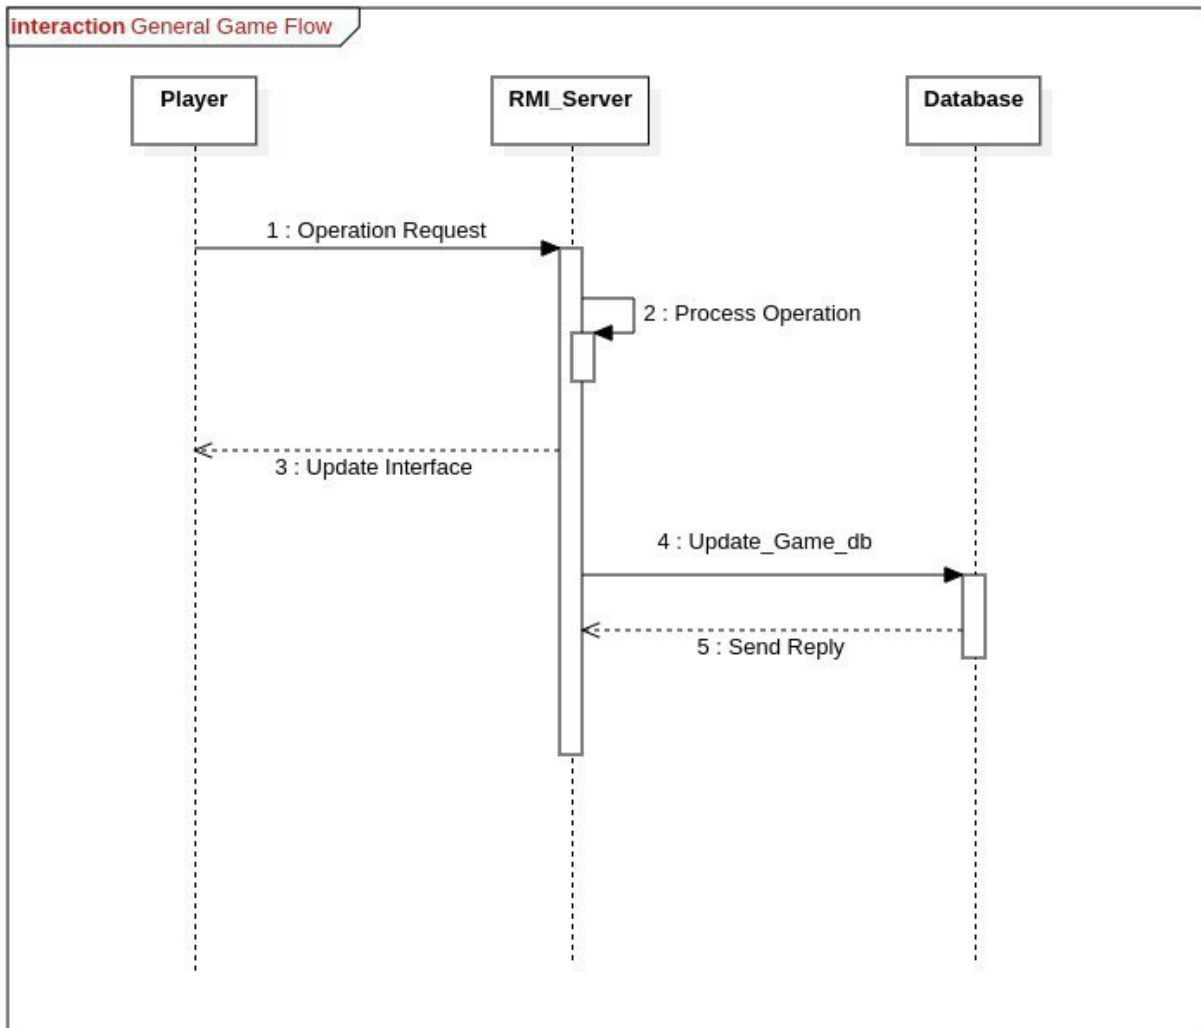 interaction General Game Flow
Player
RMI_Server
Database
1 : Operation Request
2 : Process Operation
3 : Update Interface
4 : Update_Game_db
5 : Send Reply